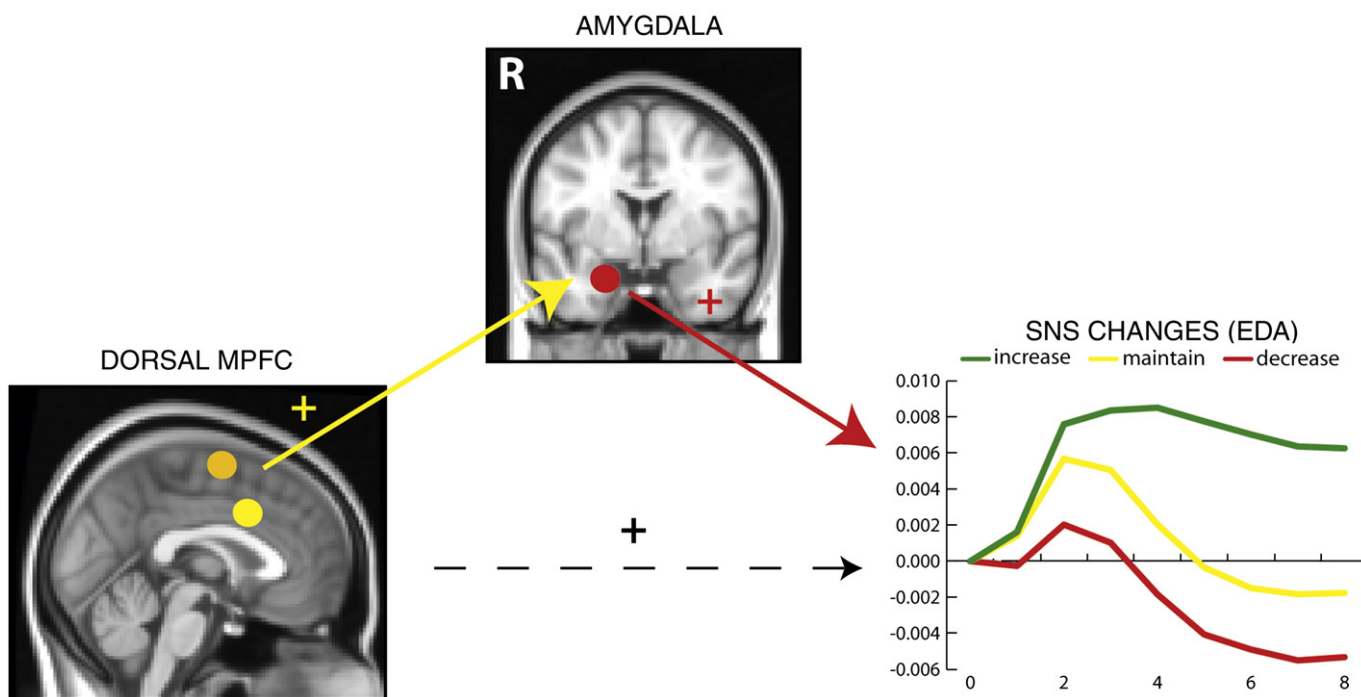 AMYGDALA
R
+
DORSAL MPFC
+
+
SNS CHANGES (EDA)
increase maintain decrease
0.010
0.008
0.006
0.004
0.002
0.000
-0.002
-0.004
-0.006
0 2 4 6 8